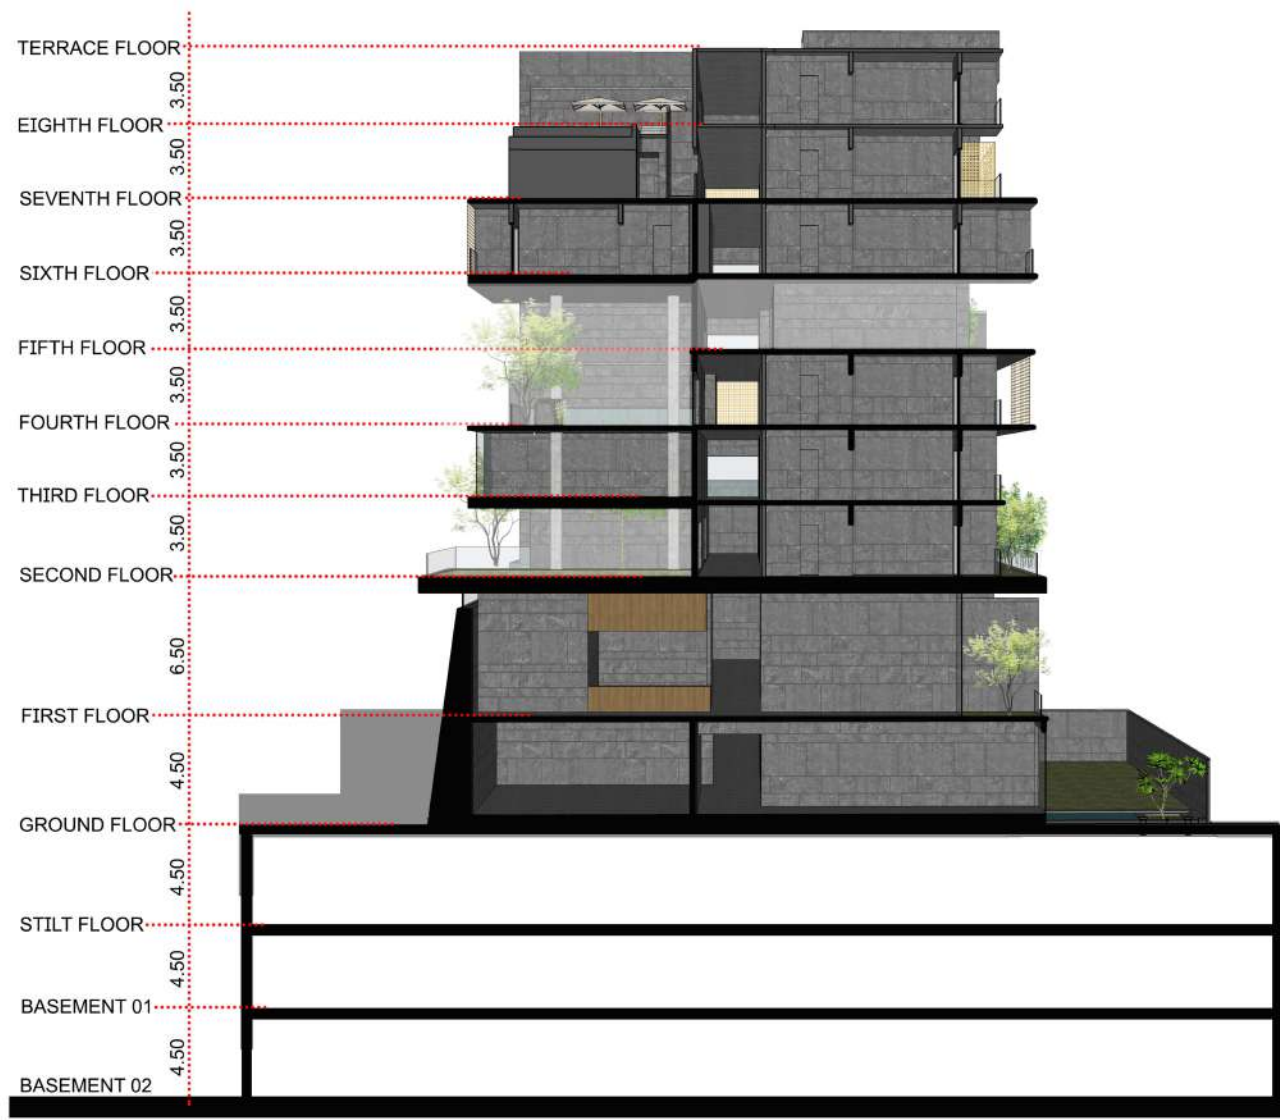 TERRACE FLOOR
3.50
EIGHTH FLOOR
3.50
SEVENTH FLOOR
3.50
SIXTH FLOOR
3.50
FIFTH FLOOR
3.50
FOURTH FLOOR
3.50
THIRD FLOOR
3.50
SECOND FLOOR
6.50
FIRST FLOOR
4.50
GROUND FLOOR
4.50
STILT FLOOR
4.50
BASEMENT 01
4.50
BASEMENT 02